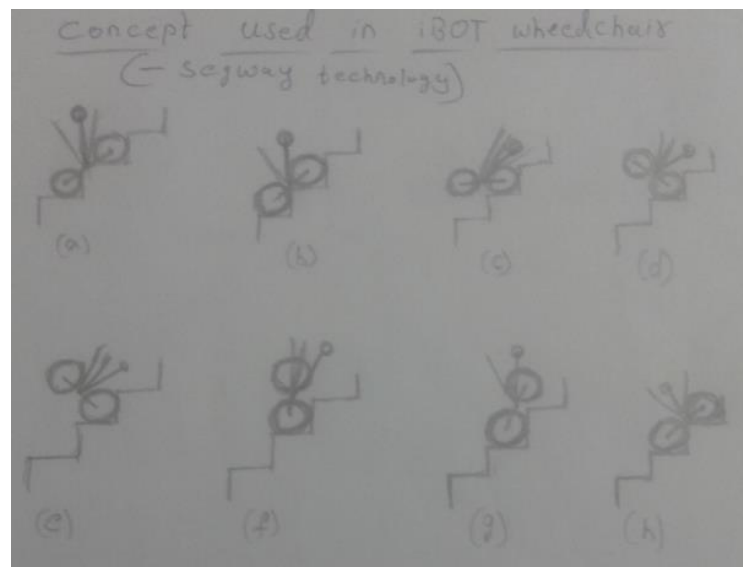 Concept used in iBOT wheelchair
(- segway technology)
(a) (b) (c) (d)
(e) (f) (g) (h)